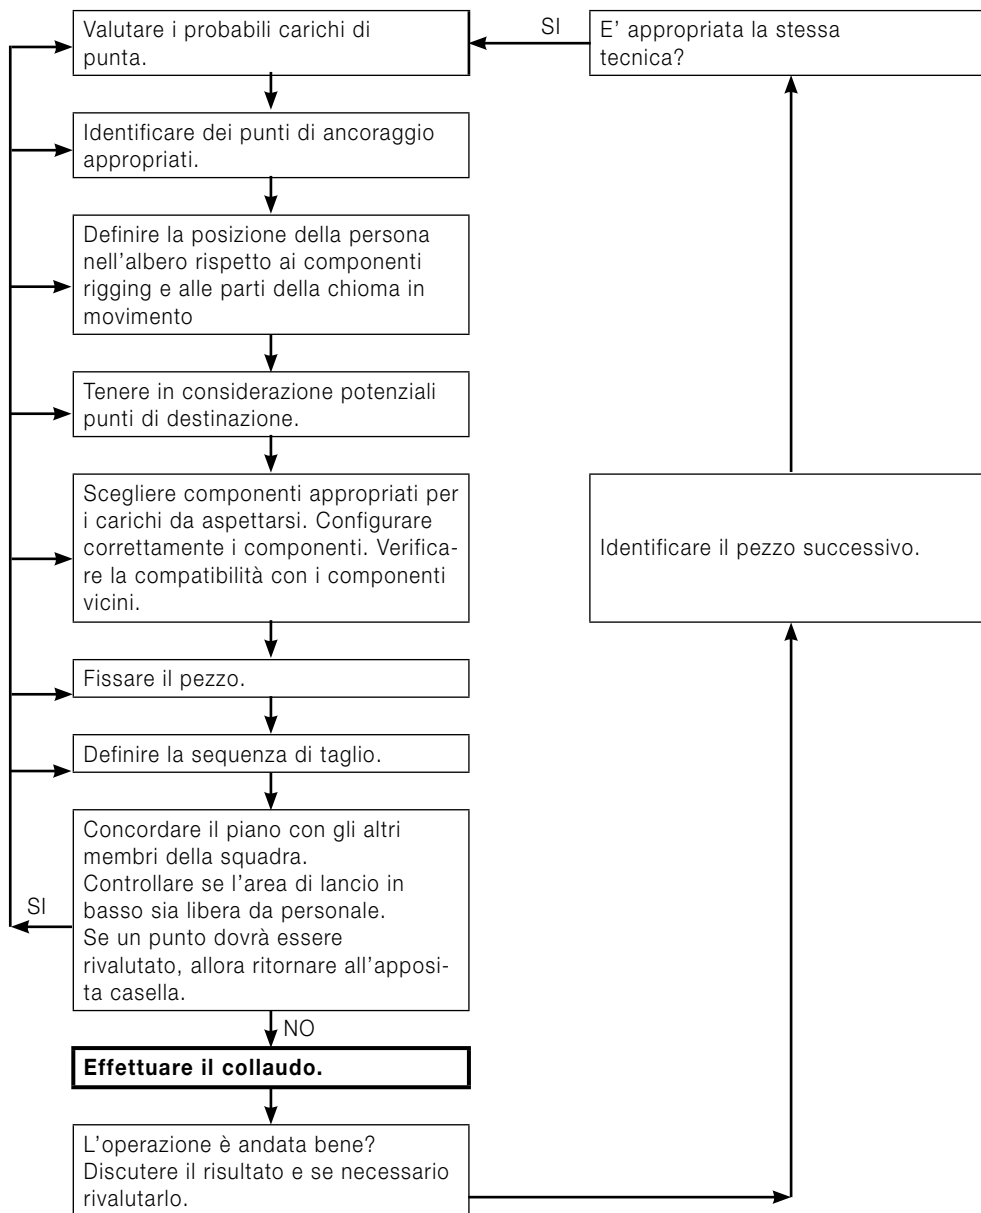 Valutare i probabili carichi di
punta.
SI
E' appropriata la stessa
tecnica?
Identificare dei punti di ancoraggio
appropriati.
Definire la posizione della persona
nell'albero rispetto ai componenti
rigging e alle parti della chioma in
movimento
Tenere in considerazione potenziali
punti di destinazione.
Scegliere componenti appropriati per
i carichi da aspettarsi. Configurare
correttamente i componenti. Verifica-
re la compatibilità con i componenti
vicini.
Identificare il pezzo successivo.
Fissare il pezzo.
Definire la sequenza di taglio.
Concordare il piano con gli altri
membri della squadra.
Controllare se l'area di lancio in
basso sia libera da personale.
Se un punto dovrà essere
rivalutato, allora ritornare all'apposi-
ta casella.
SI
NO
Effettuare il collaudo.
L'operazione è andata bene?
Discutere il risultato e se necessario
rivalutarlo.